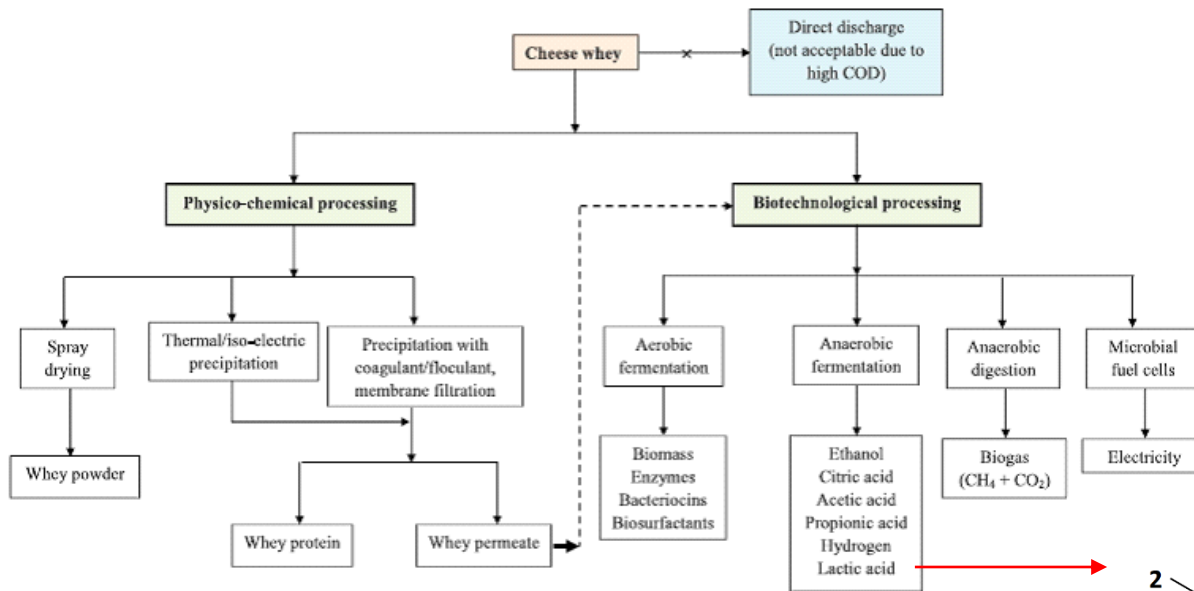 Cheese whey
Direct discharge
(not acceptable due to
high COD)
Physico-chemical processing
Biotechnological processing
Spray
drying
Thermal/iso-electric
precipitation
Precipitation with
coagulant/floculant,
membrane filtration
Aerobic
fermentation
Anaerobic
fermentation
Anaerobic
digestion
Microbial
fuel cells
Whey powder
Biomass
Enzymes
Bacteriocins
Biosurfactants
Ethanol
Citric acid
Acetic acid
Propionic acid
Hydrogen
Lactic acid
Biogas
(CH₄ + CO₂)
Electricity
Whey protein
Whey permeate
2